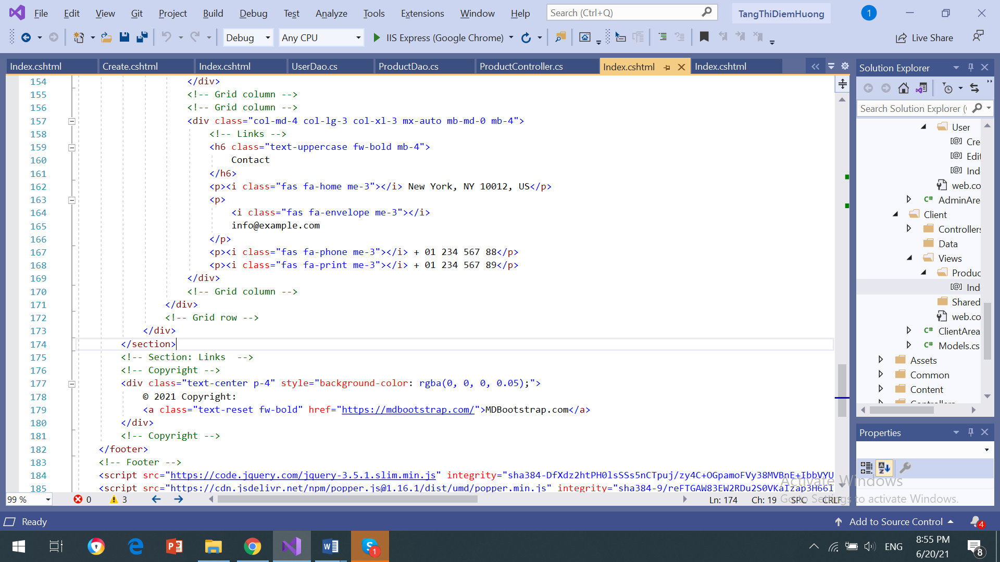 File Edit View Git Project Build Debug Test Analyze Tools Extensions Window Help Search (Ctrl+Q) TangThiDiemHuong 1
Debug Any CPU IIS Express (Google Chrome) Live Share
Index.cshtml Create.cshtml Index.cshtml UserDao.cs ProductDao.cs ProductController.cs Index.cshtml Index.cshtml
154 </div>
155 <!-- Grid column -->
156 <!-- Grid column -->
157 <div class="col-md-4 col-lg-3 col-xl-3 mx-auto mb-md-0 mb-4">
158 <!-- Links -->
159 <h6 class="text-uppercase fw-bold mb-4">
160 Contact
161 </h6>
162 <p><i class="fas fa-home me-3"></i> New York, NY 10012, US</p>
163 <p>
164 <i class="fas fa-envelope me-3"></i>
165 info@example.com
166 </p>
167 <p><i class="fas fa-phone me-3"></i> + 01 234 567 88</p>
168 <p><i class="fas fa-print me-3"></i> + 01 234 567 89</p>
169 </div>
170 <!-- Grid column -->
171 </div>
172 <!-- Grid row -->
173 </div>
174 </section>
175 <!-- Section: Links  -->
176 <!-- Copyright -->
177 <div class="text-center p-4" style="background-color: rgba(0, 0, 0, 0.05);">
178 © 2021 Copyright:
179 <a class="text-reset fw-bold" href="https://mdbootstrap.com/">MDBootstrap.com</a>
180 </div>
181 <!-- Copyright -->
182 </footer>
183 <!-- Footer -->
184 <script src="https://code.jquery.com/jquery-3.5.1.slim.min.js" integrity="sha384-DfXdz2htPH0lsSSs5nCTpuj/zy4C+OGpamoFVy38MVBnE+IbbVYU
185 <script src="https://cdn.jsdelivr.net/npm/popper.js@1.16.1/dist/umd/popper.min.js" integrity="sha384-9/reFTGAW83EW2RDu2S0VKaIzap3H66I
99 % 0 3 Ln: 174 Ch: 19 SPC CRLF
Solution Explorer
Search Solution Explorer (
User
Cre
Edit
Ind
web.co
C# AdminAre
Client
Controllers
Data
Views
Produc
Ind
Shared
web.co
C# ClientArea
C# Models.cs
Assets
Common
Content
Properties
Activate Windows
Go to Settings to activate Windows.
Ready Add to Source Control 4
1 ENG 8:55 PM
6/20/21 8